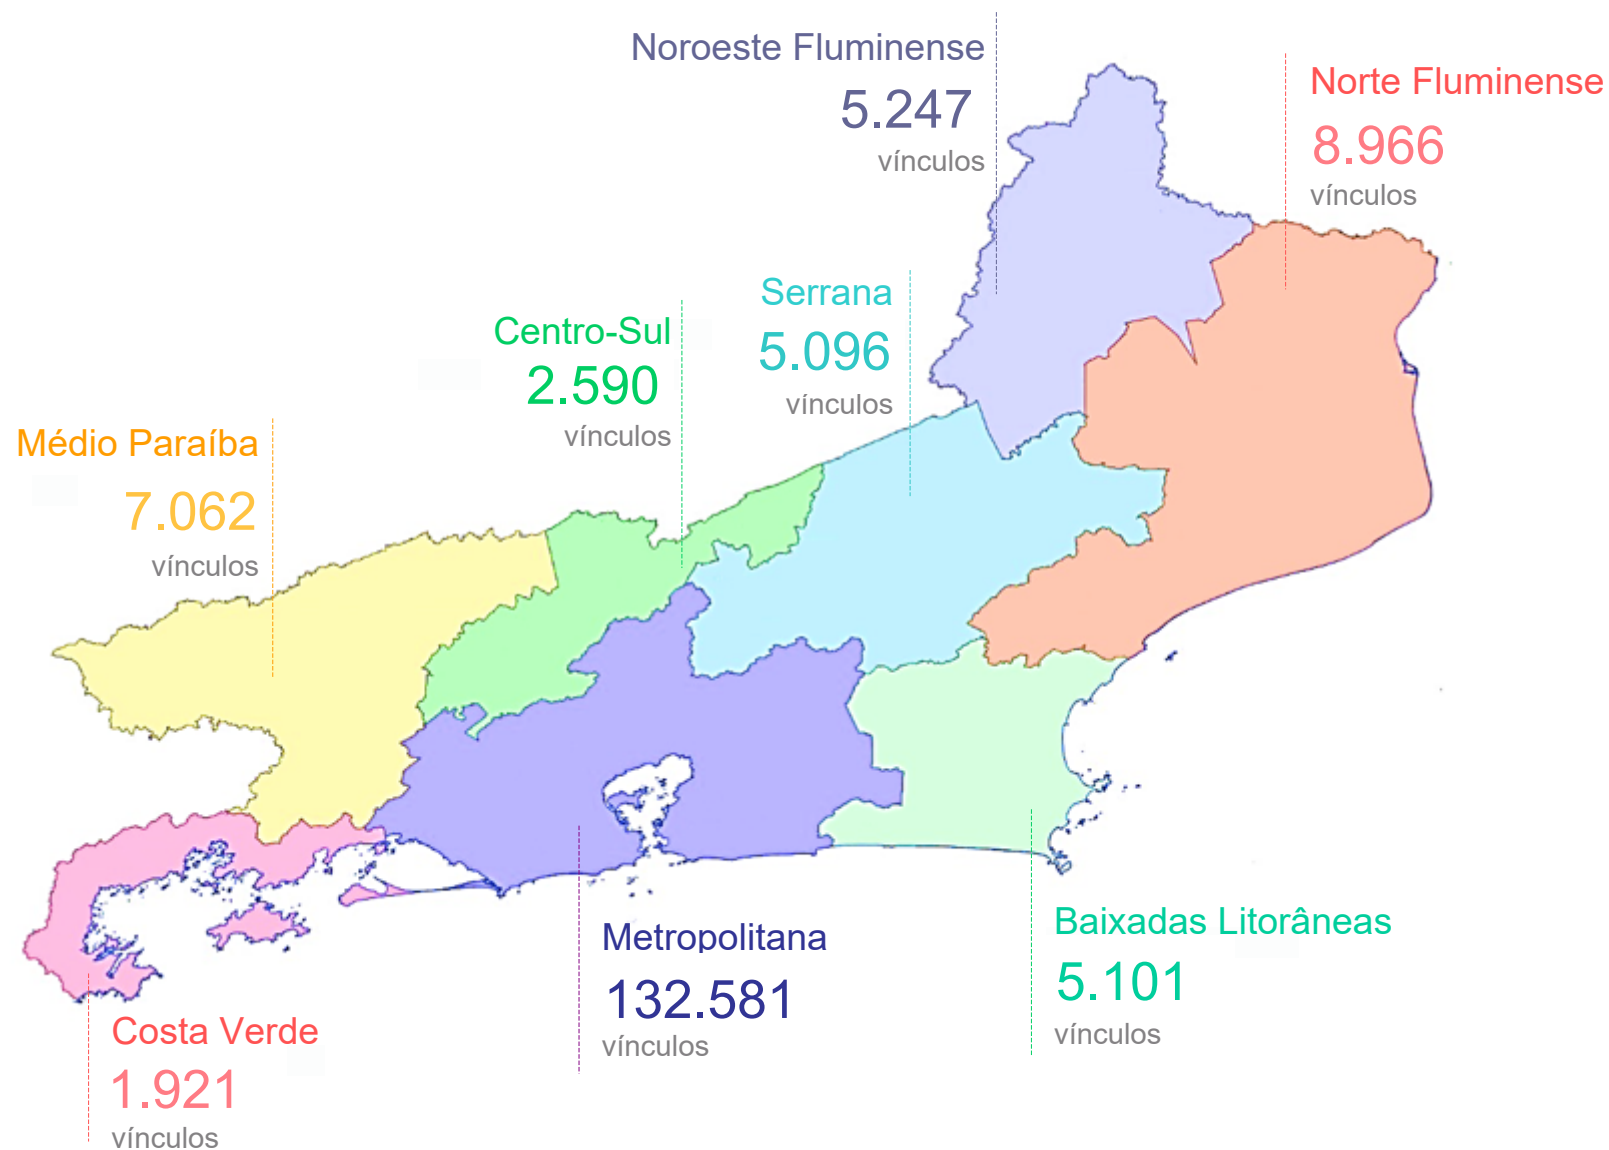 Noroeste Fluminense
5.247
vínculos
Norte Fluminense
8.966
vínculos
Serrana
5.096
vínculos
Centro-Sul
2.590
vínculos
Médio Paraíba
7.062
vínculos
Metropolitana
132.581
vínculos
Baixadas Litorâneas
5.101
vínculos
Costa Verde
1.921
vínculos